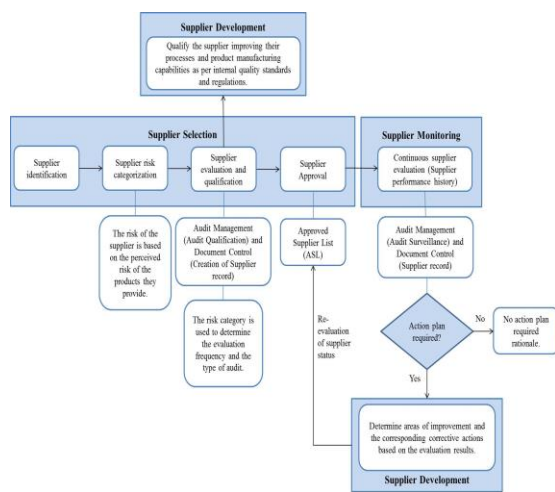 Supplier Development
Qualify the supplier improving their
processes and product manufacturing
capabilities as per internal quality standards
and regulations.
Supplier Selection
Supplier
identification
Supplier risk
categorization
Supplier
evaluation and
qualification
Supplier
Approval
Supplier Monitoring
Continuous supplier
evaluation (Supplier
performance history)
The risk of the
supplier is based
on the perceived
risk of the
products they
provide.
Audit Management
(Audit Qualification) and
Document Control
(Creation of Supplier
record)
Approved
Supplier List
(ASL)
Audit Management
(Audit Surveillance) and
Document Control
(Supplier record)
The risk category is
used to determine
the evaluation
frequency and the
type of audit.
Re-
evaluation
of supplier
status
Action plan
required?
No
No action plan
required
rationale.
Yes
Determine areas of improvement and
the corresponding corrective actions
based on the evaluation results.
Supplier Development